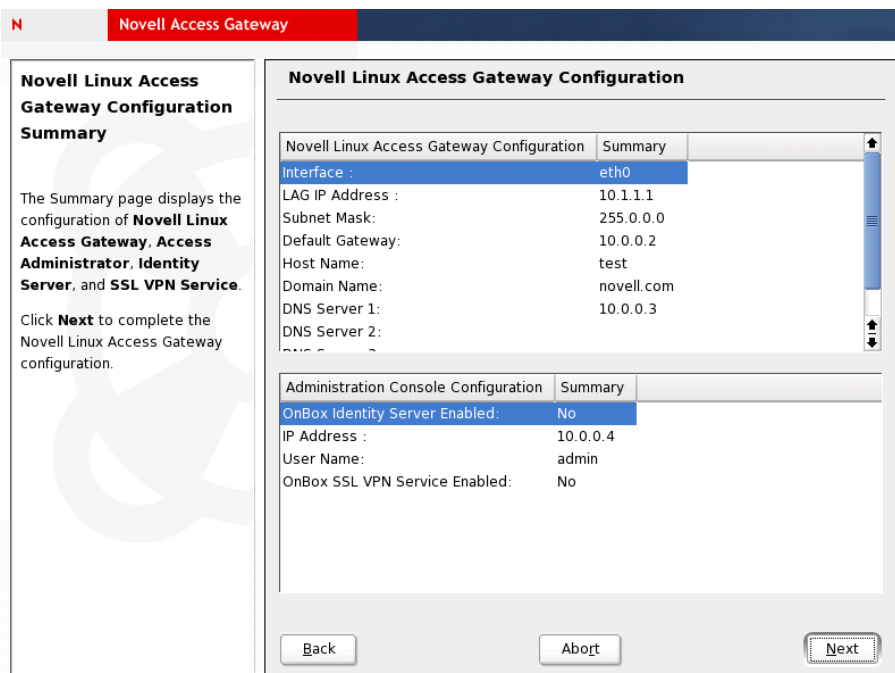 N
Novell Access Gateway
Novell Linux Access
Gateway Configuration
Summary
The Summary page displays the
configuration of Novell Linux
Access Gateway, Access
Administrator, Identity
Server, and SSL VPN Service.
Click Next to complete the
Novell Linux Access Gateway
configuration.
Novell Linux Access Gateway Configuration
Novell Linux Access Gateway Configuration Summary
Interface : eth0
LAG IP Address : 10.1.1.1
Subnet Mask: 255.0.0.0
Default Gateway: 10.0.0.2
Host Name: test
Domain Name: novell.com
DNS Server 1: 10.0.0.3
DNS Server 2:
Administration Console Configuration Summary
OnBox Identity Server Enabled: No
IP Address : 10.0.0.4
User Name: admin
OnBox SSL VPN Service Enabled: No
Back Abort Next